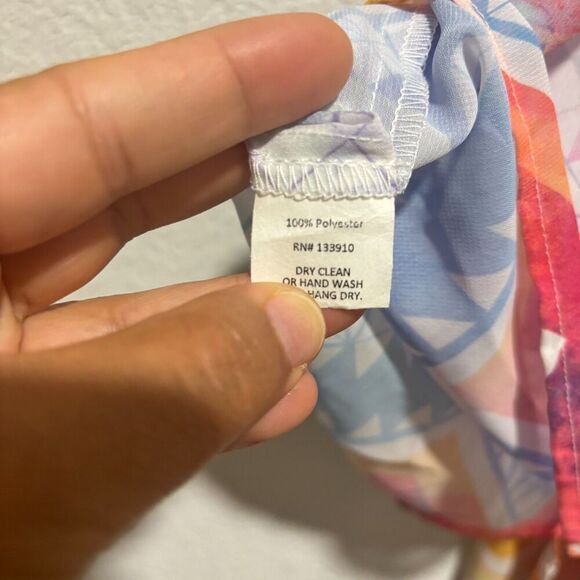 100% Polyester
RN# 133910
DRY CLEAN
OR HAND WASH
HANG DRY.